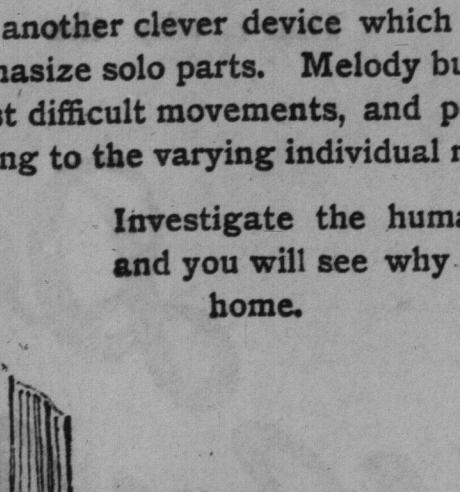 another clever device which
hasize solo parts. Melody bu
st difficult movements, and p
ng to the varying individual
Investigate the huma
and you will see why
home.